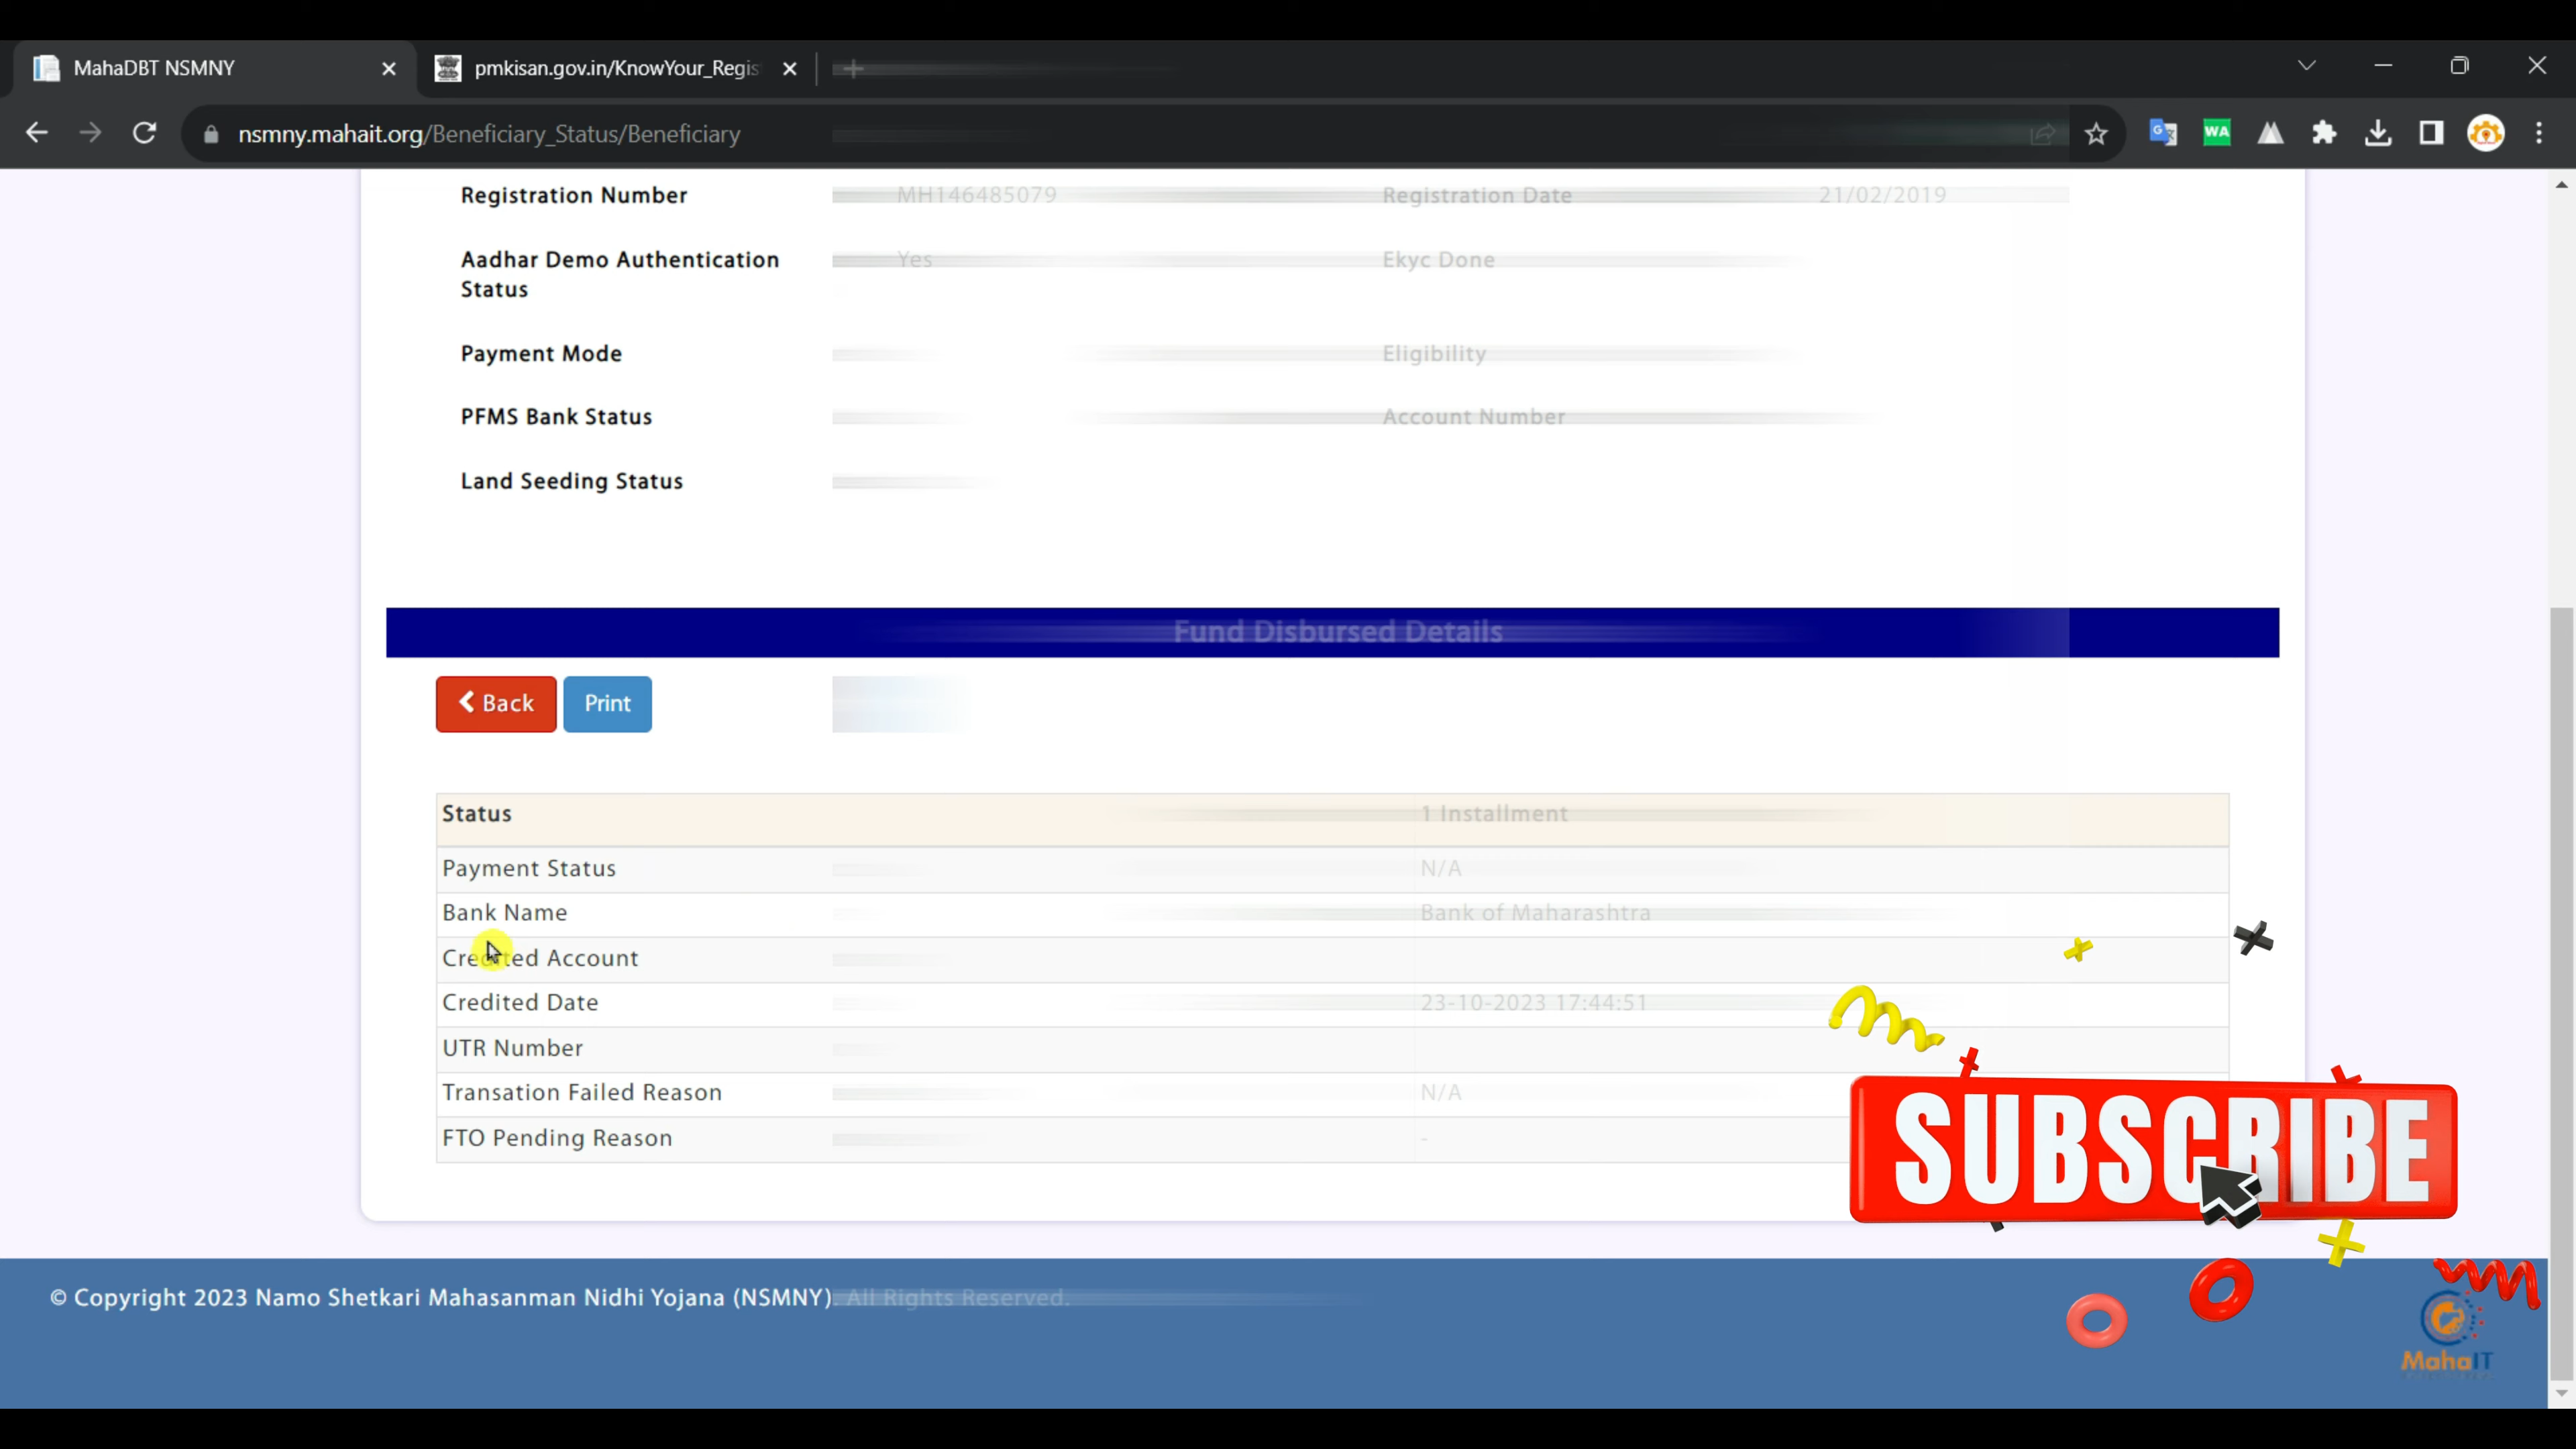 MahaDBT NSMNY
pmkisan.gov.in/KnowYour_Regis
nsmny.mahait.org/Beneficiary_Status/Beneficiary
WA
Registration Number MH146485079 Registration Date 21/02/2019
Aadhar Demo Authentication Status Yes Ekyc Done
Payment Mode Eligibility
PFMS Bank Status Account Number
Land Seeding Status
Fund Disbursed Details
Back Print
Status 1 Installment
Payment Status N/A
Bank Name Bank of Maharashtra
Credited Account
Credited Date 23-10-2023 17:44:51
UTR Number
Transation Failed Reason N/A
FTO Pending Reason -
SUBSCRIBE
© Copyright 2023 Namo Shetkari Mahasanman Nidhi Yojana (NSMNY). All Rights Reserved.
MahaIT